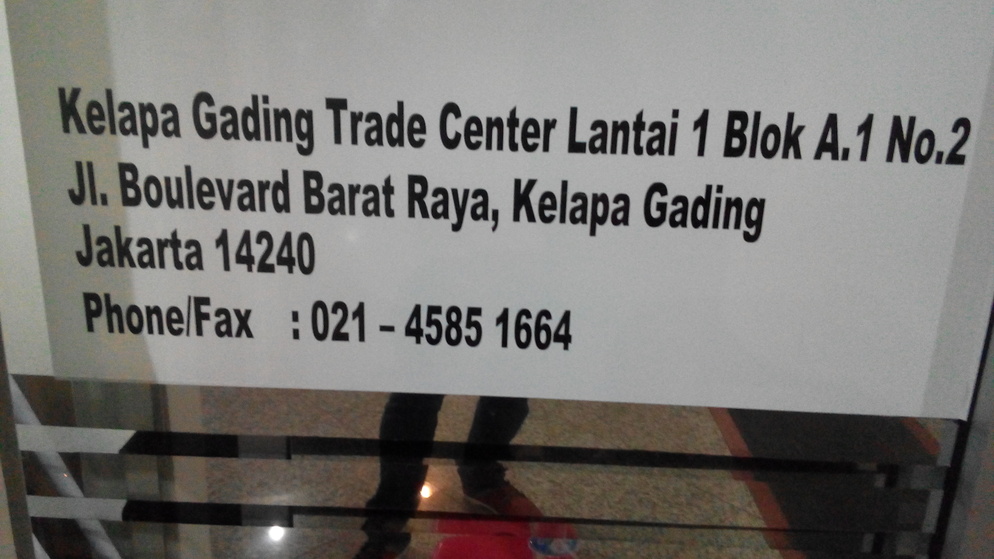 Kelapa Gading Trade Center Lantai 1 Blok A.1 No.2
Jl. Boulevard Barat Raya, Kelapa Gading
Jakarta 14240
Phone/Fax : 021 – 4585 1664